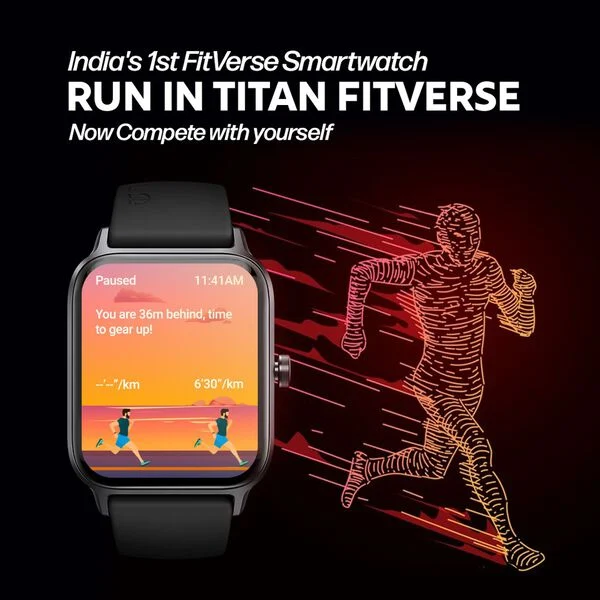 India's 1st FitVerse Smartwatch
RUN IN TITAN FITVERSE
Now Compete with yourself
Paused 11:41AM
You are 36m behind, time
to gear up!
--'--"/km 6'30"/km